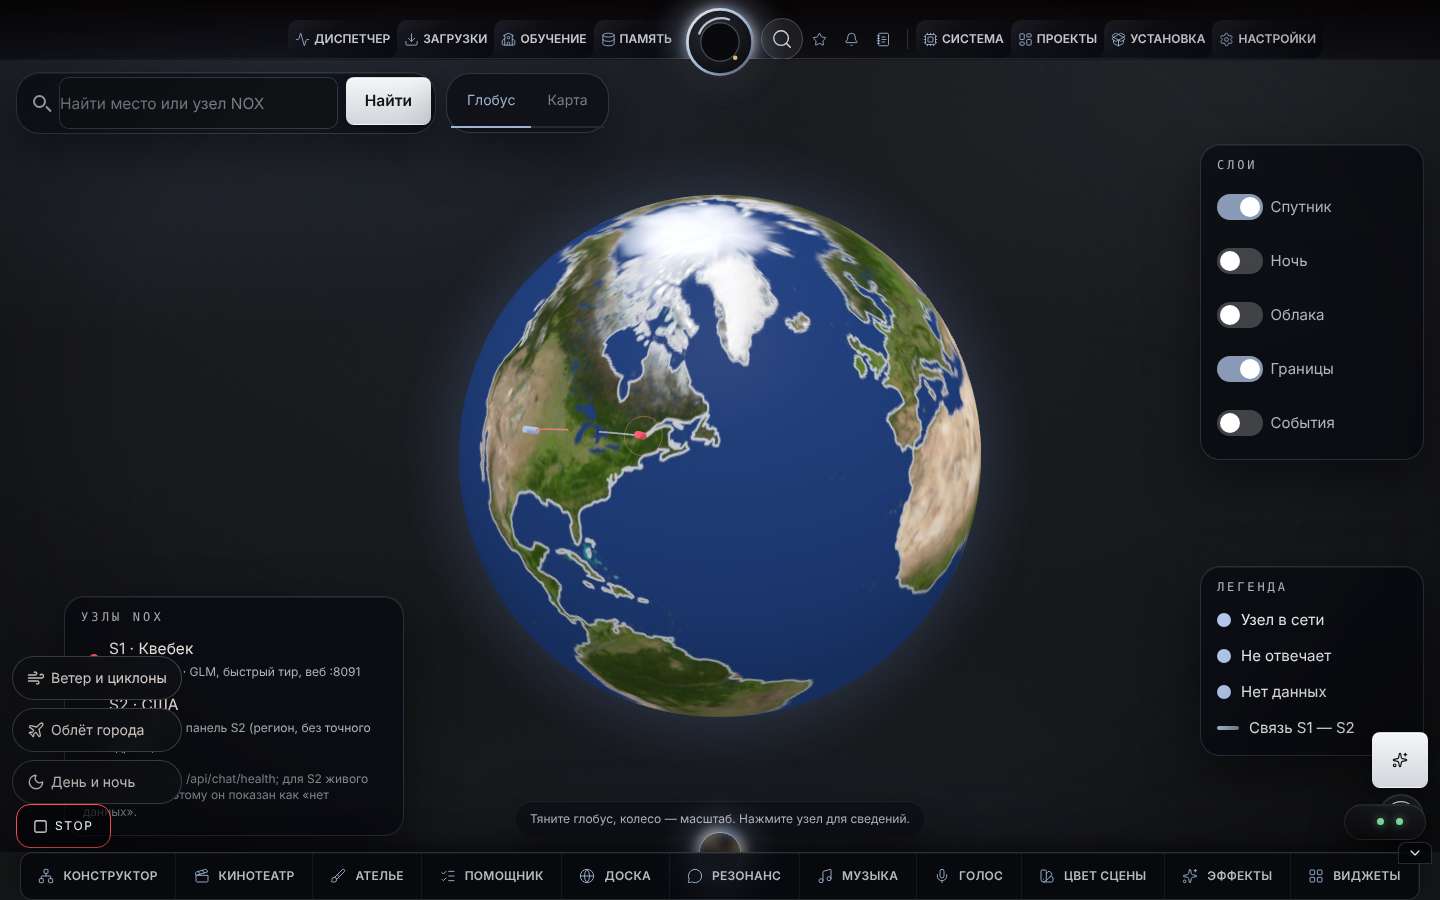 ДИСПЕТЧЕР ЗАГРУЗКИ ОБУЧЕНИЕ ПАМЯТЬ СИСТЕМА ПРОЕКТЫ УСТАНОВКА НАСТРОЙКИ
Найти место или узел NOX Найти Глобус Карта
СЛОИ
Спутник
Ночь
Облака
Границы
События
УЗЛЫ NOX
S1 · Квебек
· GLM, быстрый тир, веб :8091
S2 · США
панель S2 (регион, без точного
/api/chat/health; для S2 живого
этому он показан как «нет
данных».
Ветер и циклоны
Облёт города
День и ночь
STOP
ЛЕГЕНДА
Узел в сети
Не отвечает
Нет данных
Связь S1 — S2
Тяните глобус, колесо — масштаб. Нажмите узел для сведений.
КОНСТРУКТОР КИНОТЕАТР АТЕЛЬЕ ПОМОЩНИК ДОСКА РЕЗОНАНС МУЗЫКА ГОЛОС ЦВЕТ СЦЕНЫ ЭФФЕКТЫ ВИДЖЕТЫ